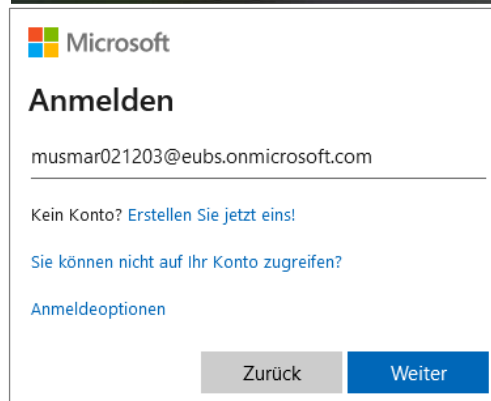 Microsoft
Anmelden
musmar021203@eubs.onmicrosoft.com
Kein Konto? Erstellen Sie jetzt eins!
Sie können nicht auf Ihr Konto zugreifen?
Anmeldeoptionen
Zurück Weiter